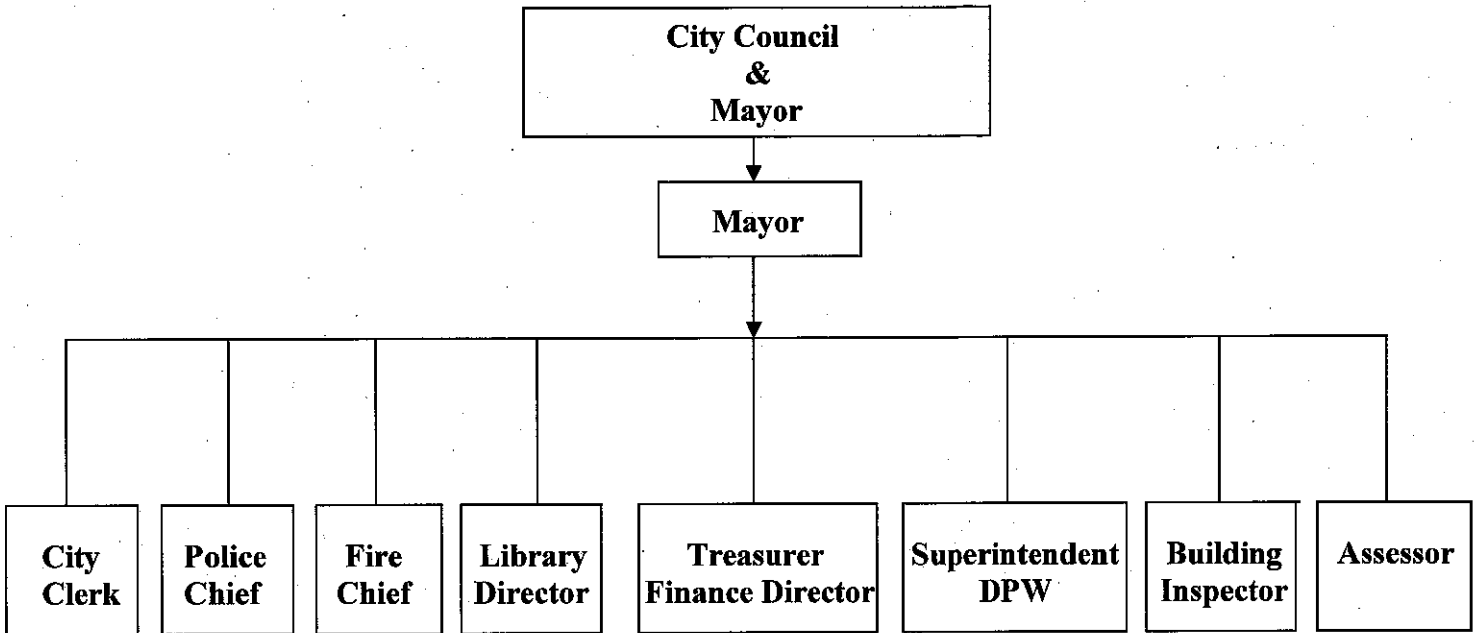 City Council
&
Mayor
Mayor
City
Clerk
Police
Chief
Fire
Chief
Library
Director
Treasurer
Finance Director
Superintendent
DPW
Building
Inspector
Assessor